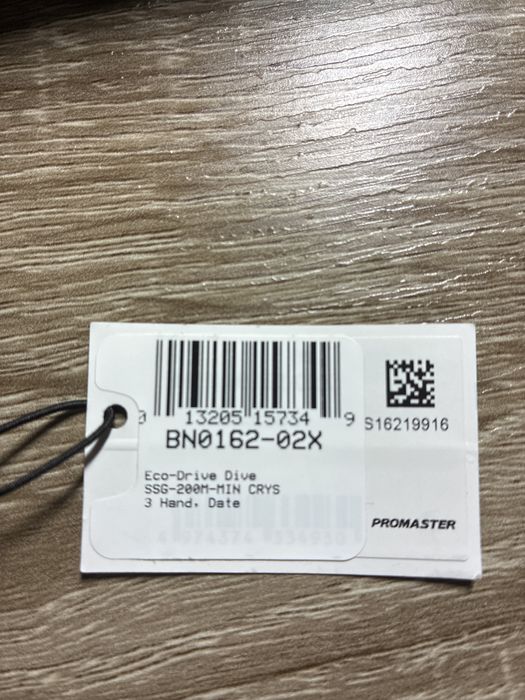 0 13205 15734 9
BN0162-02X
Eco-Drive Dive
SSG-200M-MIN CRYS
3 Hand, Date
S16219916
PROMASTER